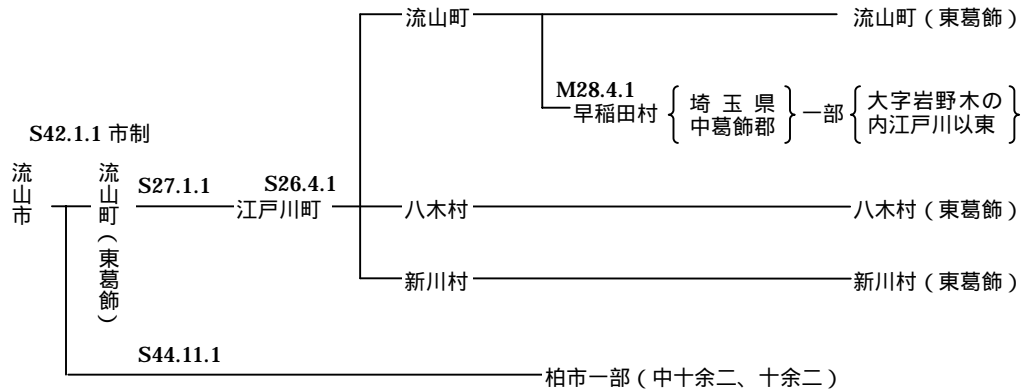 流山町 流山町（東葛飾）
M28.4.1
早稲田村 埼玉県 中葛飾郡 一部 大字岩野木の 内江戸川以東
S42.1.1 市制
流山市 流山町（東葛飾） S27.1.1 江戸川町 S26.4.1 八木村 八木村（東葛飾）
新川村 新川村（東葛飾）
S44.11.1
柏市一部（中十余二、十余二）